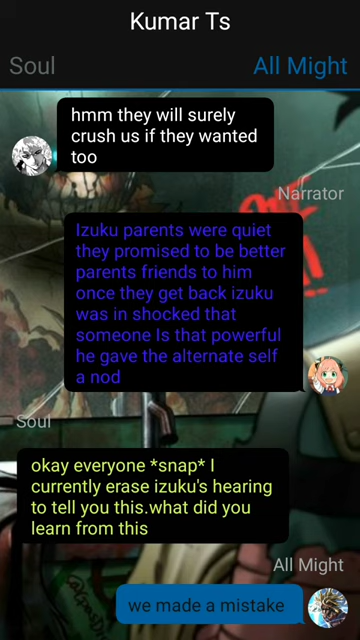 Kumar Ts
Soul
All Might
hmm they will surely
crush us if they wanted
too
Narrator
Izuku parents were quiet
they promised to be better
parents friends to him
once they get back izuku
was in shocked that
someone Is that powerful
he gave the alternate self
a nod
Soul
okay everyone *snap* I
currently erase izuku's hearing
to tell you this.what did you
learn from this
All Might
we made a mistake